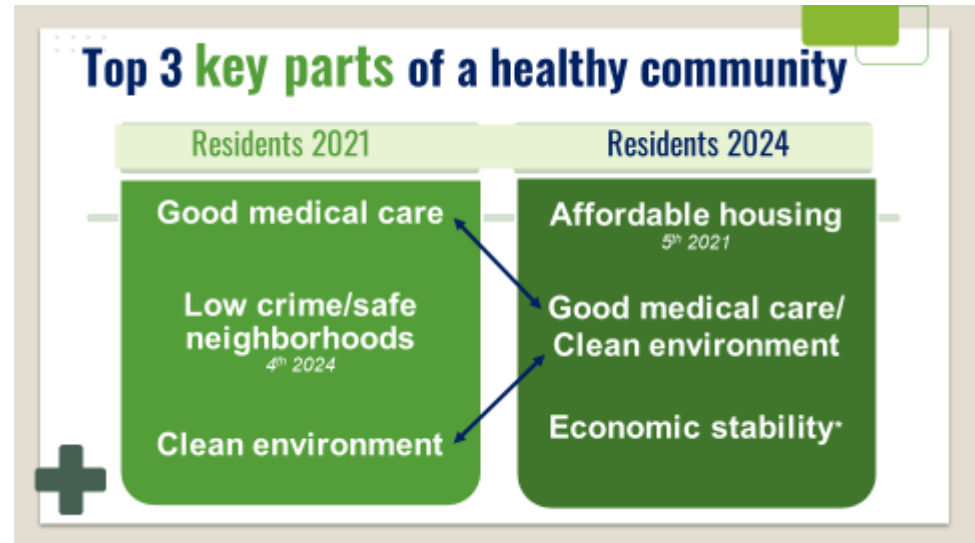 Top 3 key parts of a healthy community
Residents 2021
Good medical care
Low crime/safe
neighborhoods
4th 2024
Clean environment
Residents 2024
Affordable housing
5th 2021
Good medical care/
Clean environment
Economic stability*